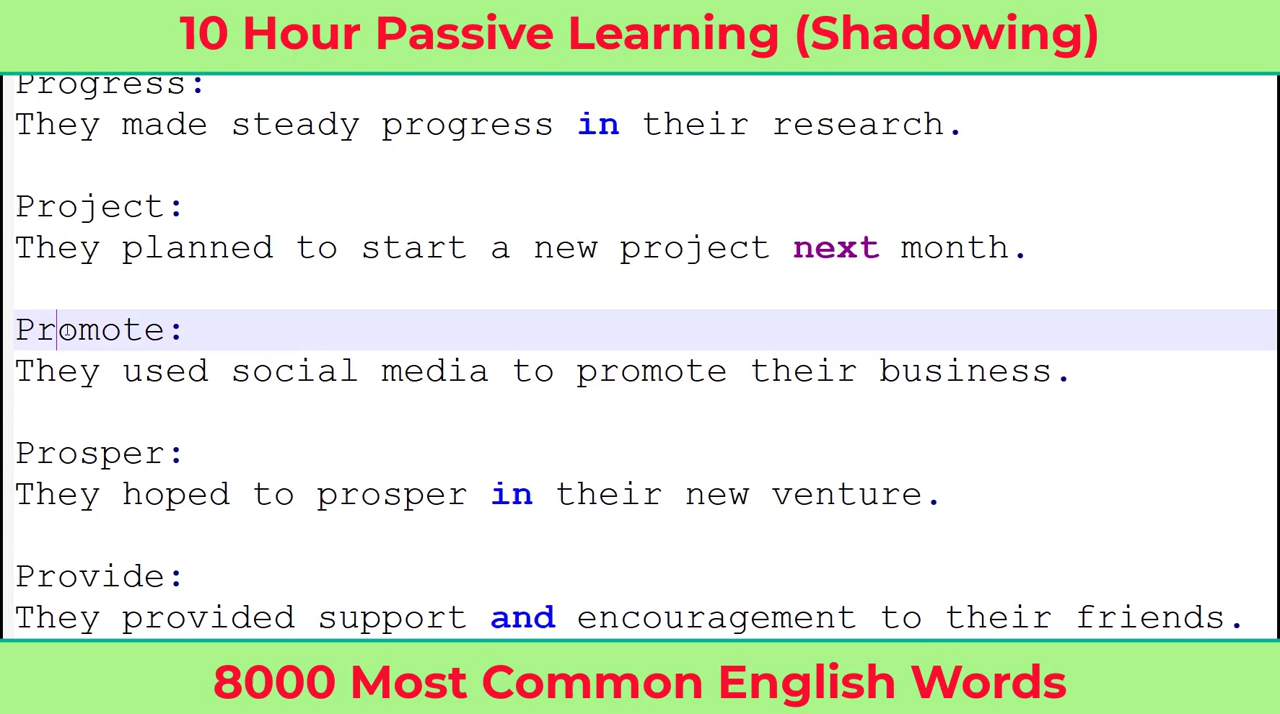 10 Hour Passive Learning (Shadowing)
Progress:
They made steady progress in their research.
Project:
They planned to start a new project next month.
Promote:
They used social media to promote their business.
Prosper:
They hoped to prosper in their new venture.
Provide:
They provided support and encouragement to their friends.
8000 Most Common English Words